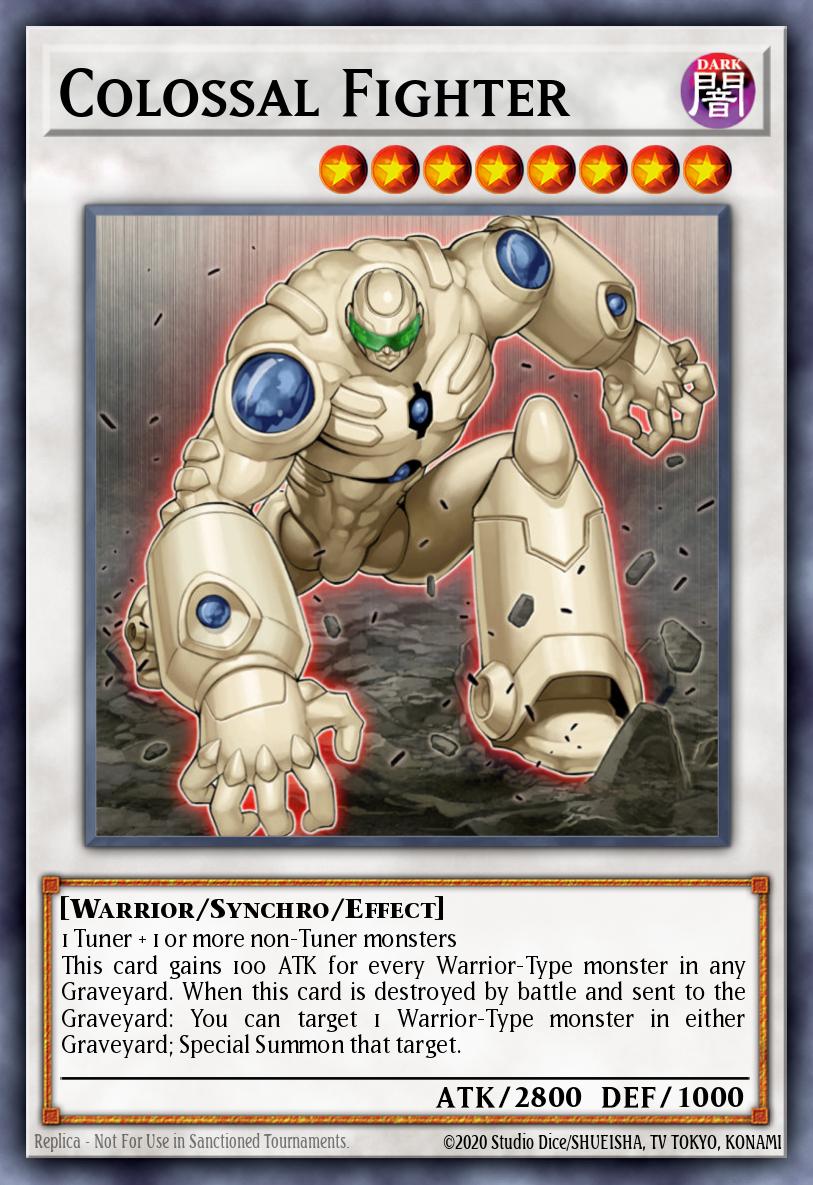 Colossal Fighter
DARK
闇
[Warrior/Synchro/Effect]
1 Tuner + 1 or more non-Tuner monsters
This card gains 100 ATK for every Warrior-Type monster in any
Graveyard. When this card is destroyed by battle and sent to the
Graveyard: You can target 1 Warrior-Type monster in either
Graveyard; Special Summon that target.
ATK/2800 DEF/1000
Replica - Not For Use in Sanctioned Tournaments.
©2020 Studio Dice/SHUEISHA, TV TOKYO, KONAMI